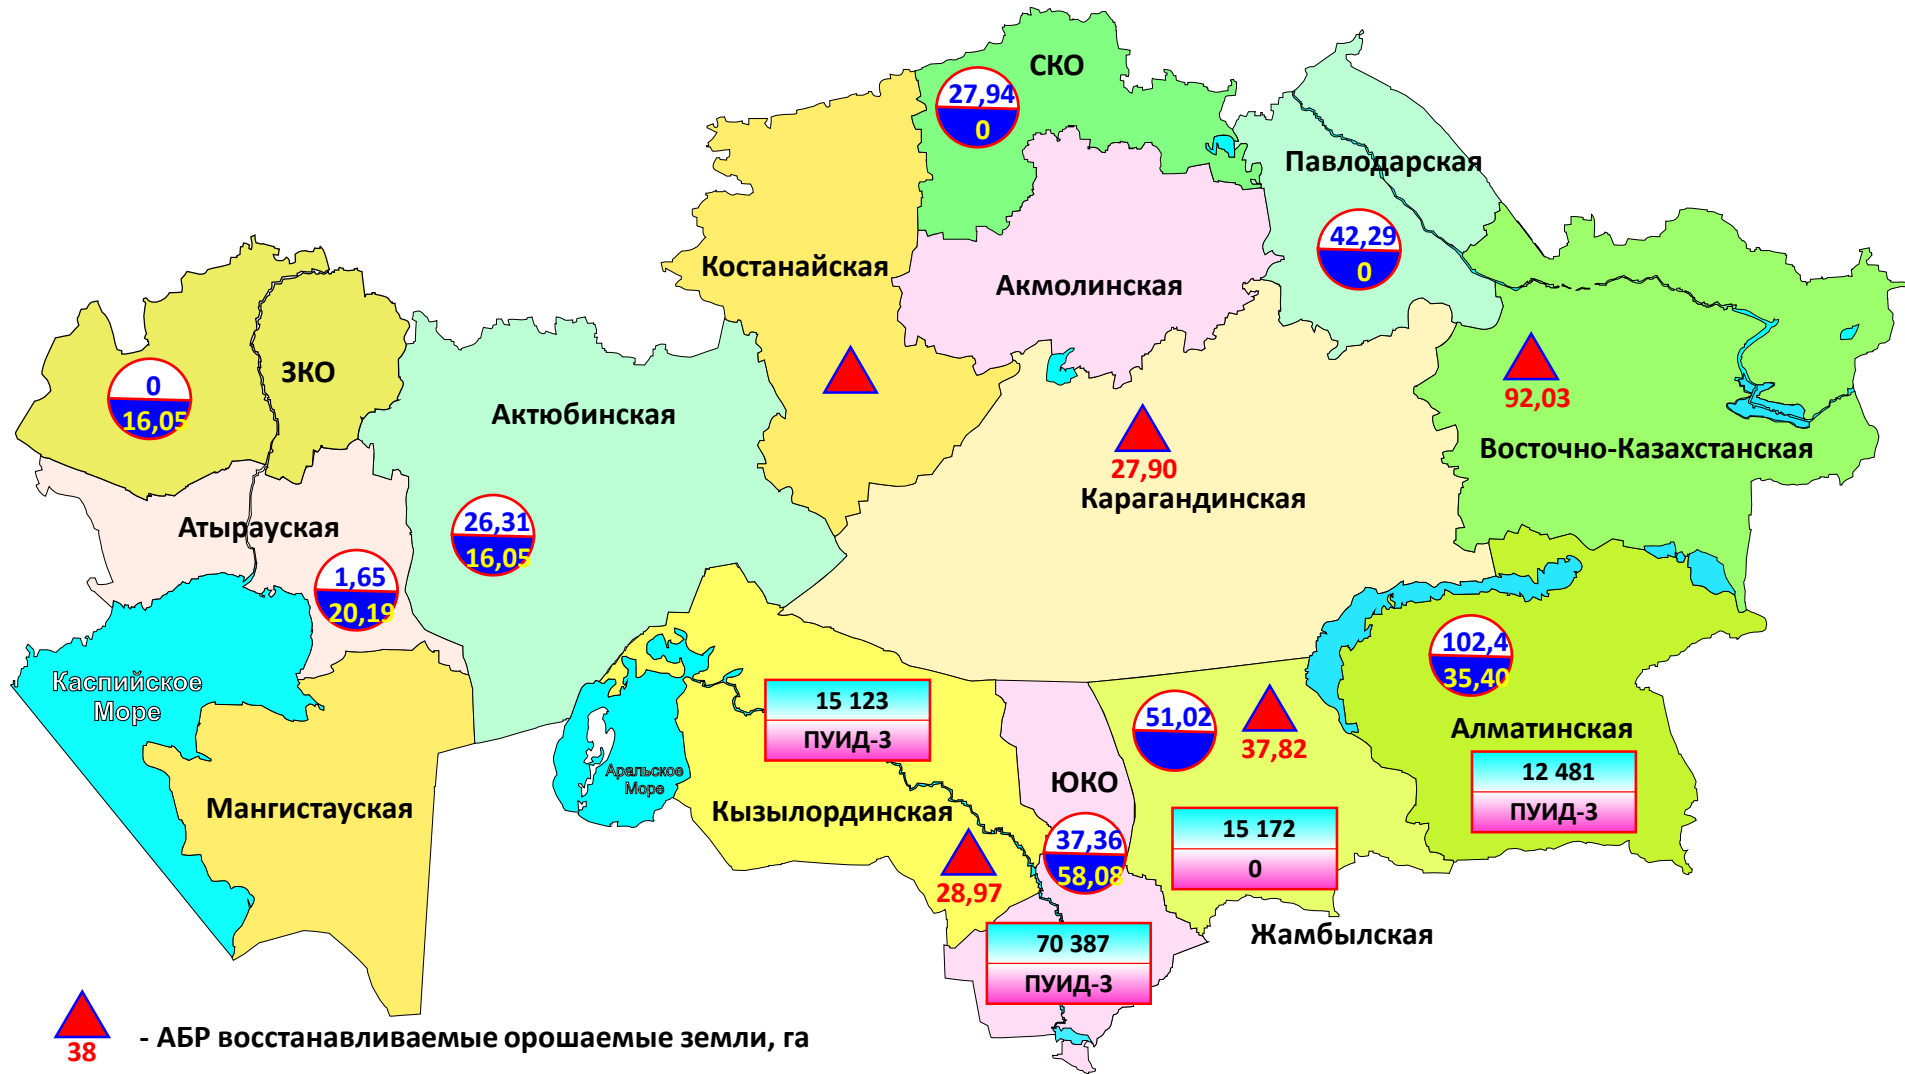 СКО
27,94
0
Павлодарская
42,29
0
Костанайская
Акмолинская
ЗКО
0
16,05
Актюбинская
26,31
16,05
92,03
Восточно-Казахстанская
27,90
Карагандинская
Атырауская
1,65
20,19
Каспийское
Море
Мангистауская
Аральское
Море
15 123
ПУИД-3
Кызылординская
28,97
ЮКО
37,36
58,08
70 387
ПУИД-3
51,02
37,82
15 172
0
Жамбылская
102,4
35,40
Алматинская
12 481
ПУИД-3
38
- АБР восстанавливаемые орошаемые земли, га